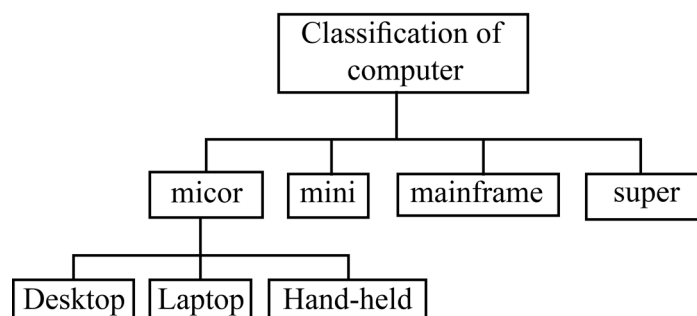 Classification of
computer
micor mini mainframe super
Desktop Laptop Hand-held